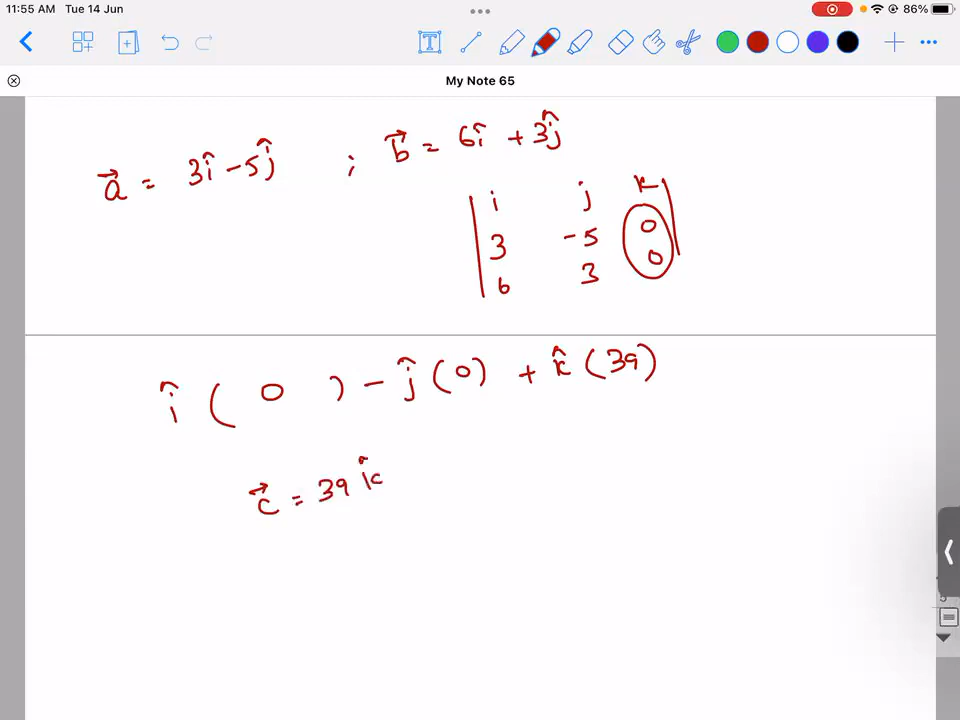 11:55 AM Tue 14 Jun 86%
My Note 65
a⃗ = 3î - 5ĵ ; b⃗ = 6î + 3ĵ
i j k
3 -5 0
6 3 0
î ( 0 ) - ĵ (0) + k̂ (39)
c⃗ = 39 k̂